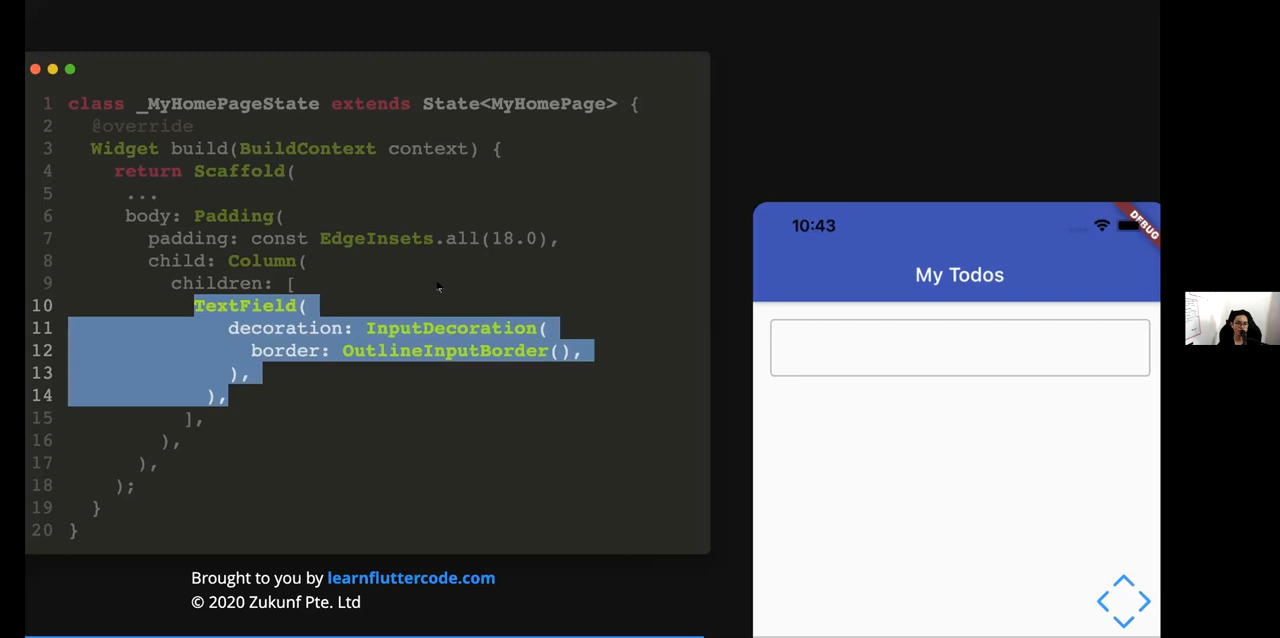 1 class _MyHomePageState extends State<MyHomePage> {
2 @override
3 Widget build(BuildContext context) {
4 return Scaffold(
5 ...
6 body: Padding(
7 padding: const EdgeInsets.all(18.0),
8 child: Column(
9 children: [
10 TextField(
11 decoration: InputDecoration(
12 border: OutlineInputBorder(),
13 ),
14 ),
15 ],
16 ),
17 ),
18 );
19 }
20 }
Brought to you by learnfluttercode.com
© 2020 Zukunf Pte. Ltd
10:43
DEBUG
My Todos